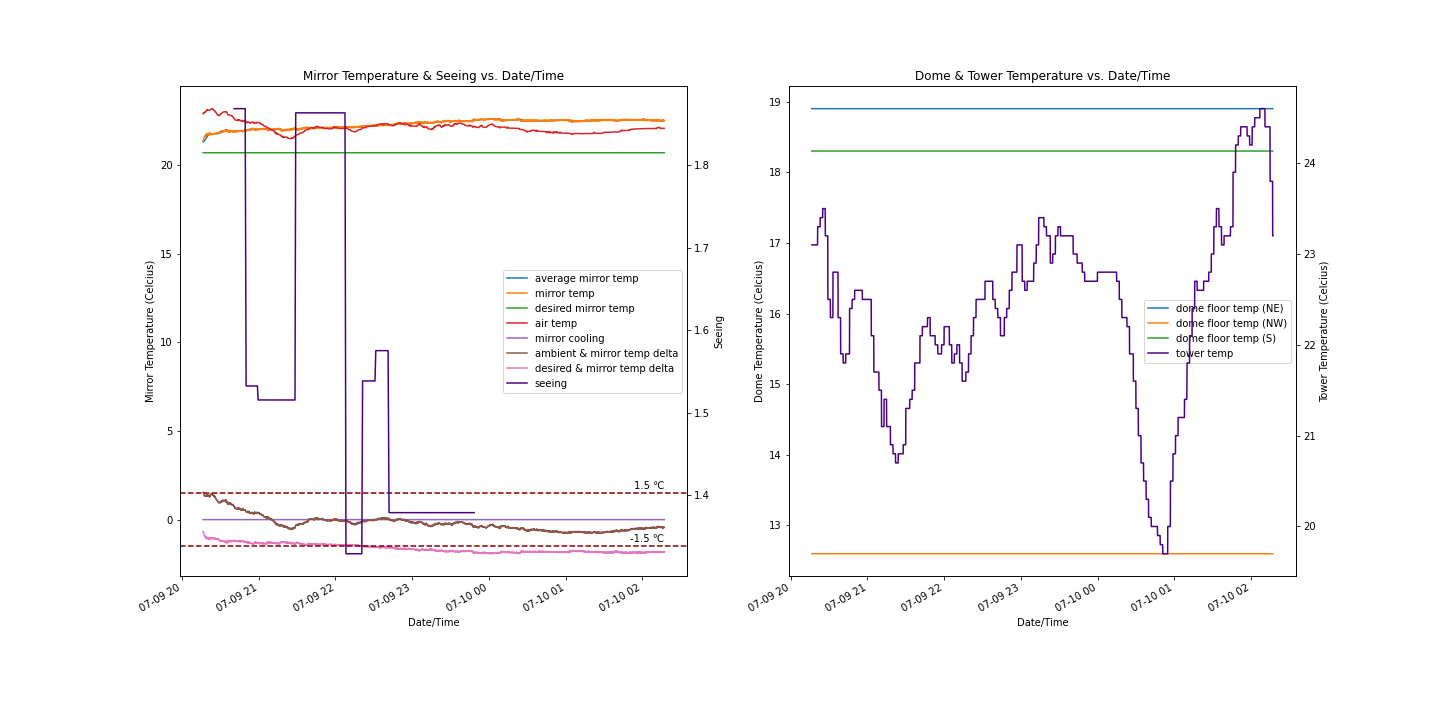 Mirror Temperature & Seeing vs. Date/Time
Mirror Temperature (Celcius)
20
15
10
5
0
1.8
1.7
1.6
1.5
1.4
Seeing
average mirror temp
mirror temp
desired mirror temp
air temp
mirror cooling
ambient & mirror temp delta
desired & mirror temp delta
seeing
1.5 °C
-1.5 °C
07-09 20
07-09 21
07-09 22
07-09 23
07-10 00
07-10 01
07-10 02
Date/Time
Dome & Tower Temperature vs. Date/Time
Dome Temperature (Celcius)
19
18
17
16
15
14
13
24
23
22
21
20
Tower Temperature (Celcius)
dome floor temp (NE)
dome floor temp (NW)
dome floor temp (S)
tower temp
07-09 20
07-09 21
07-09 22
07-09 23
07-10 00
07-10 01
07-10 02
Date/Time